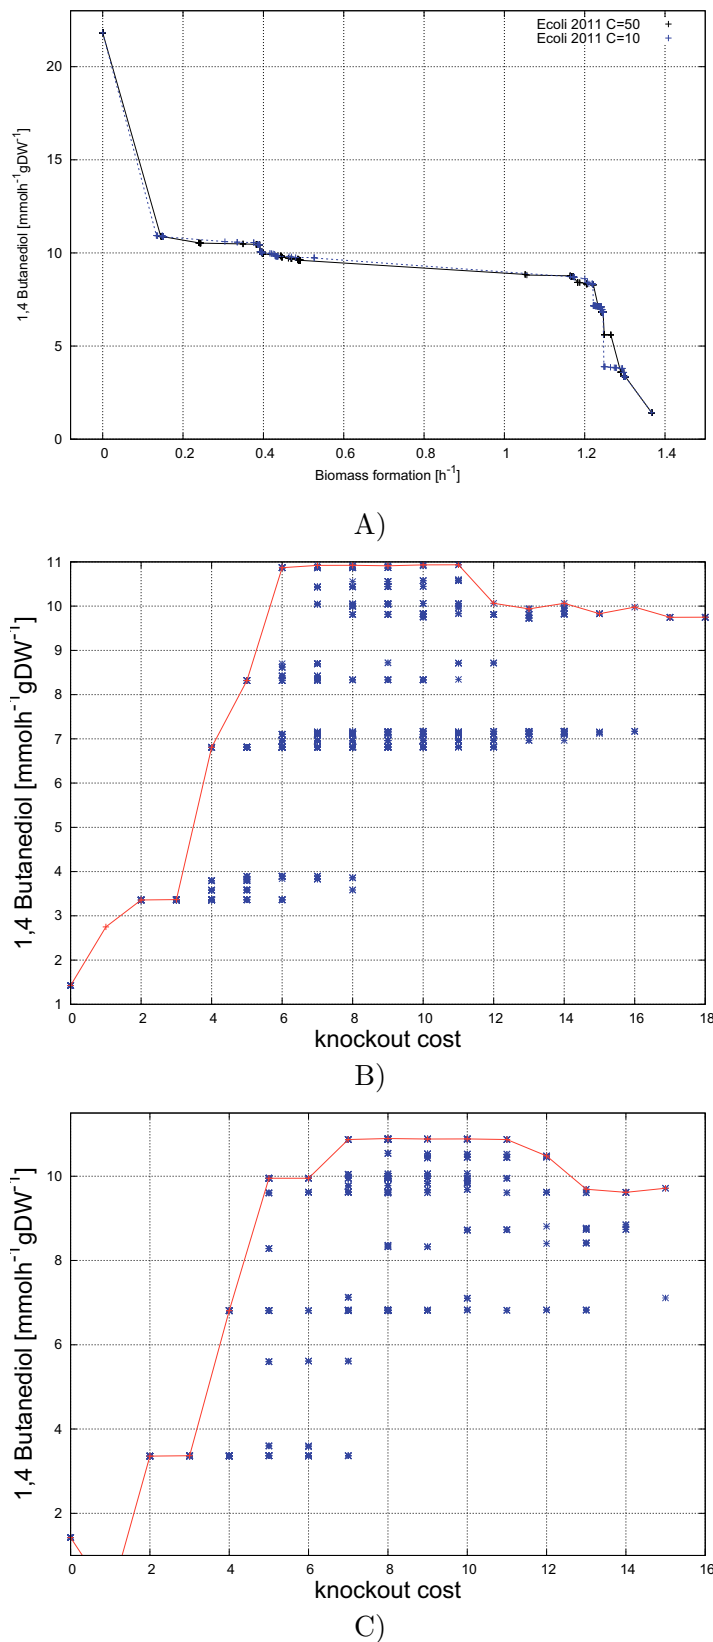 Ecoli 2011 C=50
Ecoli 2011 C=10
20
15
10
5
0
1,4 Butanediol [mmolh⁻¹gDW⁻¹]
0 0.2 0.4 0.6 0.8 1 1.2 1.4
Biomass formation [h⁻¹]
A)
11
10
9
8
7
6
5
4
3
2
1
1,4 Butanediol [mmolh⁻¹gDW⁻¹]
0 2 4 6 8 10 12 14 16 18
knockout cost
B)
10
8
6
4
2
1,4 Butanediol [mmolh⁻¹gDW⁻¹]
0 2 4 6 8 10 12 14 16
knockout cost
C)